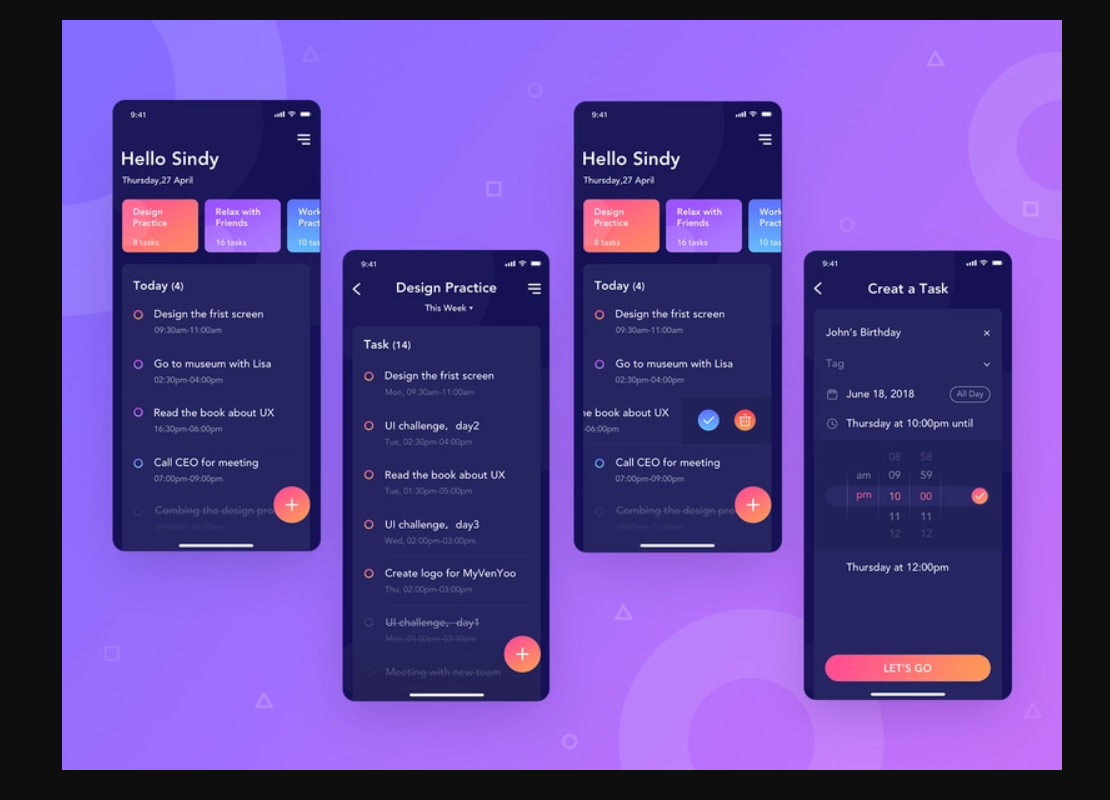 9:41
Hello Sindy
Thursday,27 April
Design
Practice
8 tasks
Relax with
Friends
16 tasks
Work
Pract
10 tas
Today (4)
Design the frist screen
09:30am-11:00am
Go to museum with Lisa
02:30pm-04:00pm
Read the book about UX
16:30pm-06:00pm
Call CEO for meeting
07:00pm-09:00pm
Combing the design pro
+
9:41
Design Practice
This Week
Task (14)
Design the frist screen
Mon, 09:30am-11:00am
UI challenge, day2
Tue, 02:30pm-04:00pm
Read the book about UX
Tue, 01:30pm-05:00pm
UI challenge, day3
Wed, 02:00pm-03:00pm
Create logo for MyVenYoo
Thu, 02:00pm-03:00pm
UI challenge, day1
Mon, 01:00pm-03:30pm
Meeting with new team
+
9:41
Hello Sindy
Thursday,27 April
Design
Practice
8 tasks
Relax with
Friends
16 tasks
Work
Pract
10 tas
Today (4)
Design the frist screen
09:30am-11:00am
Go to museum with Lisa
02:30pm-04:00pm
he book about UX
-06:00pm
Call CEO for meeting
07:00pm-09:00pm
Combing the design pro
+
9:41
Creat a Task
John's Birthday ×
Tag
June 18, 2018 All Day
Thursday at 10:00pm until
08 58
am 09 59
pm 10 00
11 11
12 12
Thursday at 12:00pm
LET'S GO